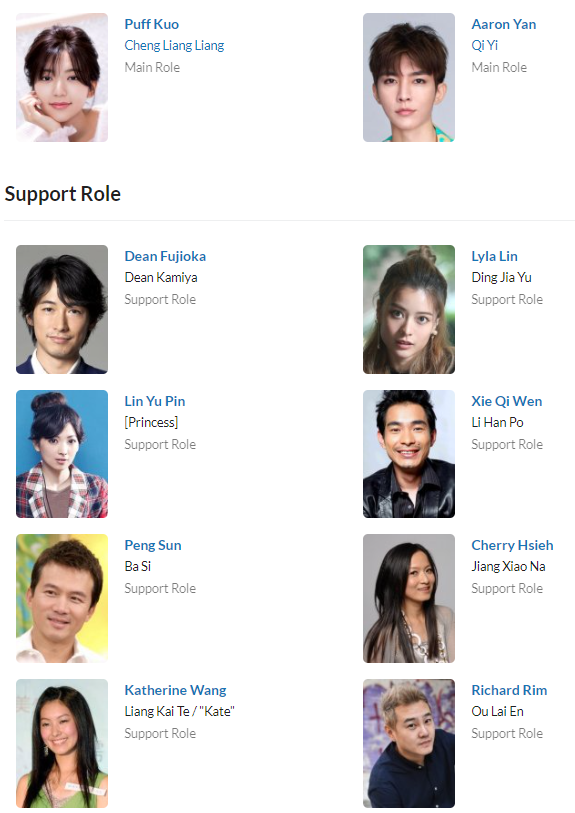 Puff Kuo
Cheng Liang Liang
Main Role
Aaron Yan
Qi Yi
Main Role
Support Role
Dean Fujioka
Dean Kamiya
Support Role
Lyla Lin
Ding Jia Yu
Support Role
Lin Yu Pin
[Princess]
Support Role
Xie Qi Wen
Li Han Po
Support Role
Peng Sun
Ba Si
Support Role
Cherry Hsieh
Jiang Xiao Na
Support Role
Katherine Wang
Liang Kai Te / "Kate"
Support Role
Richard Rim
Ou Lai En
Support Role